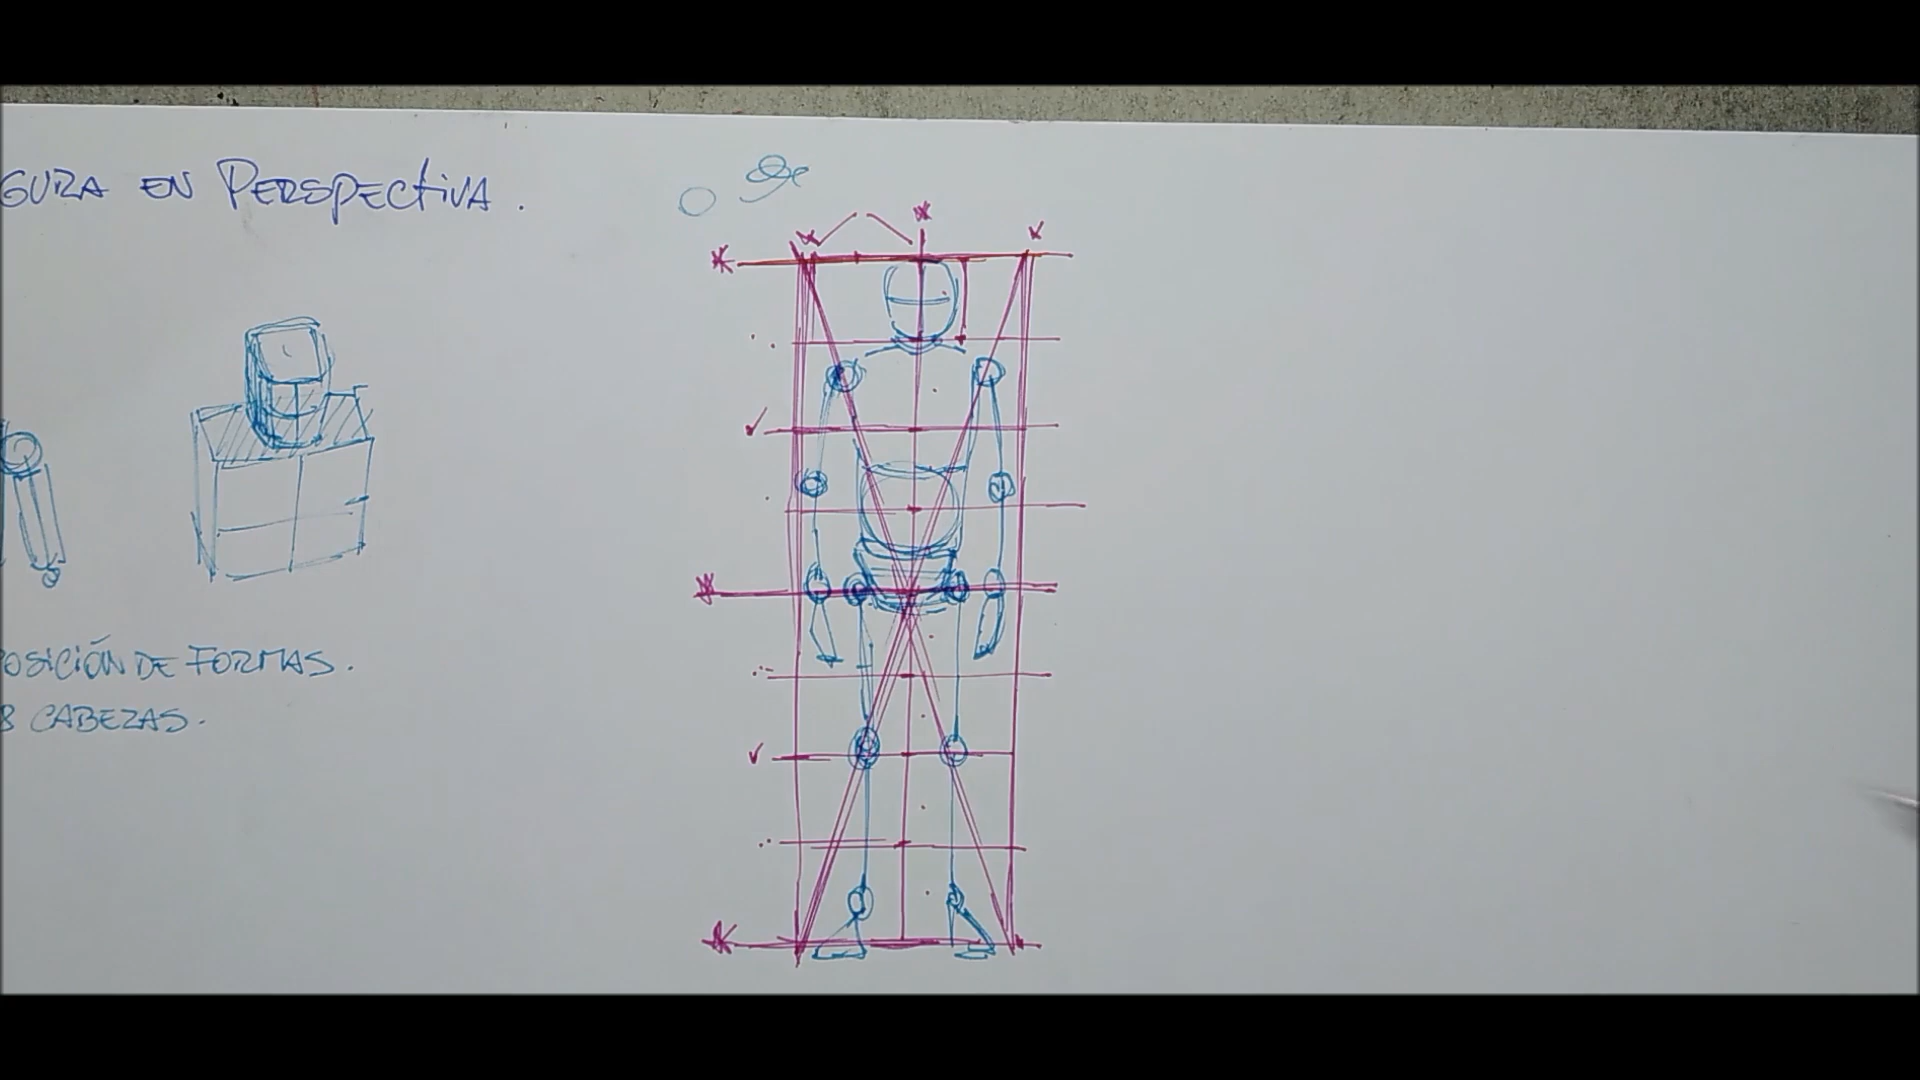 GURA EN PERSPECTIVA.
OSICIÓN DE FORMAS.
8 CABEZAS.